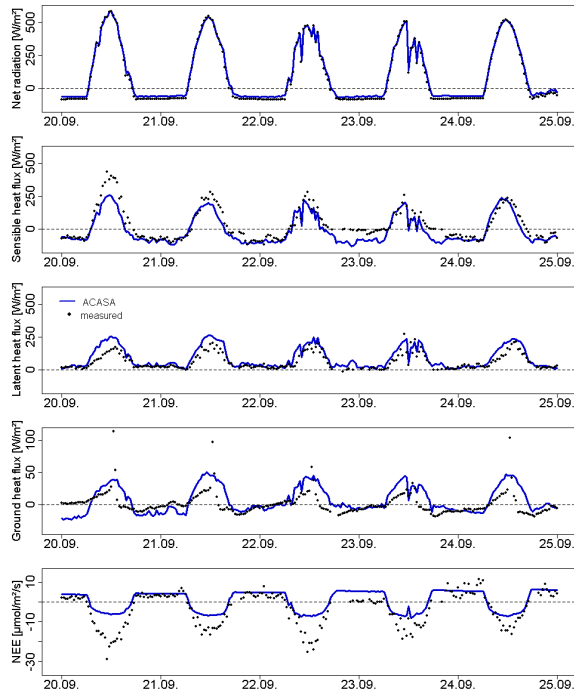 Net radiation [W/m²]
500
250
0
20.09. 21.09. 22.09. 23.09. 24.09. 25.09.
Sensible heat flux [W/m²]
500
250
0
20.09. 21.09. 22.09. 23.09. 24.09. 25.09.
Latent heat flux [W/m²]
500
250
0
ACASA
measured
20.09. 21.09. 22.09. 23.09. 24.09. 25.09.
Ground heat flux [W/m²]
100
50
0
20.09. 21.09. 22.09. 23.09. 24.09. 25.09.
NEE [µmol/m²/s]
10
-10
-30
20.09. 21.09. 22.09. 23.09. 24.09. 25.09.